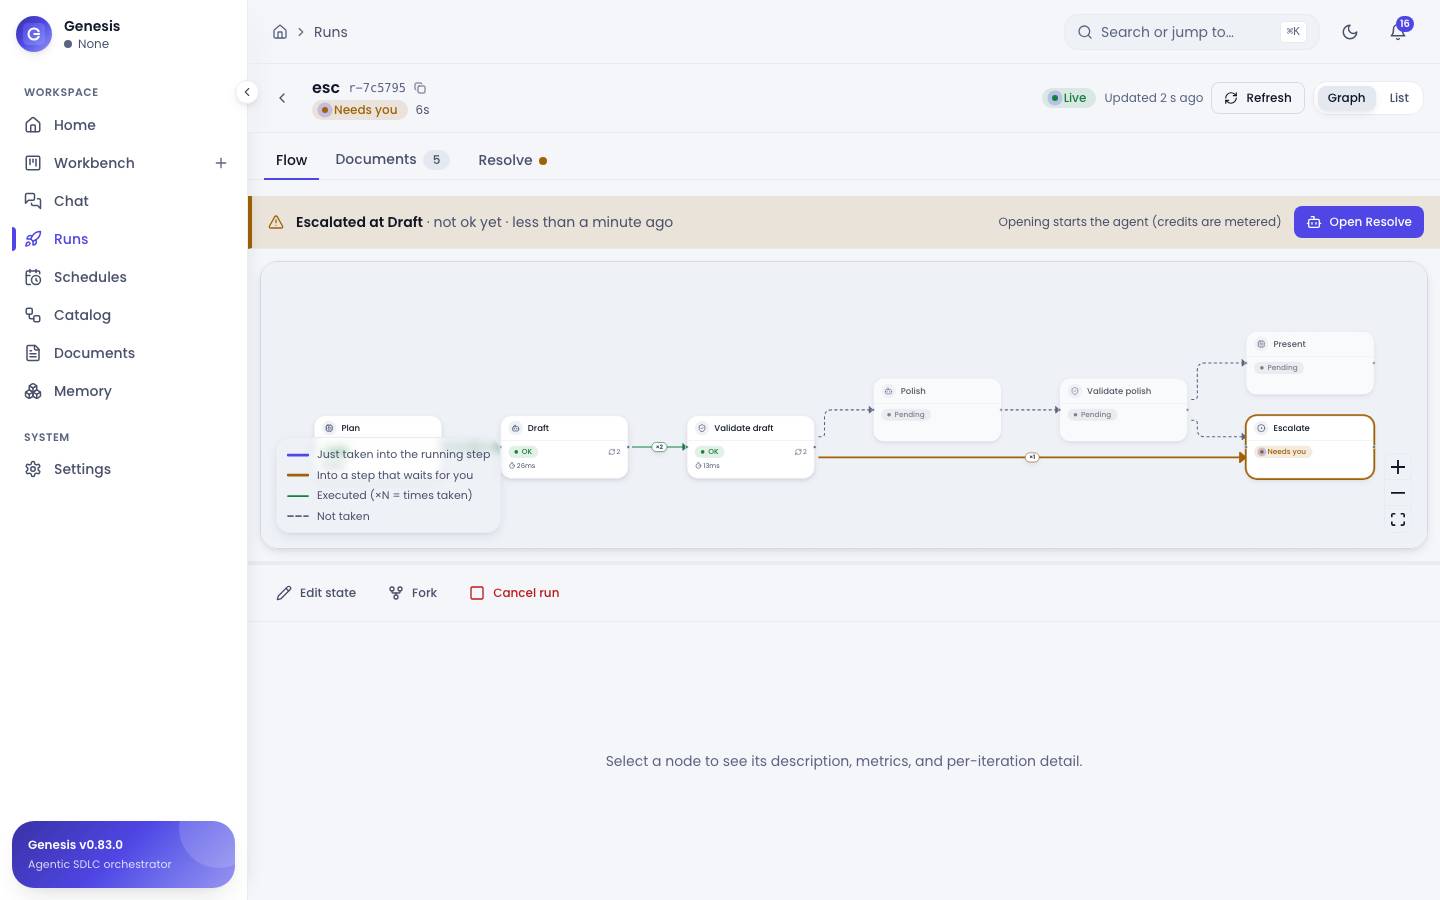 Genesis
None
WORKSPACE
Home
Workbench
Chat
Runs
Schedules
Catalog
Documents
Memory
SYSTEM
Settings
Genesis v0.83.0
Agentic SDLC orchestrator
Runs
Search or jump to...
⌘K
16
esc r-7c5795
Needs you 6s
Live Updated 2 s ago Refresh Graph List
Flow Documents 5 Resolve
Escalated at Draft · not ok yet · less than a minute ago
Opening starts the agent (credits are metered) Open Resolve
Present
Pending
Polish
Pending
Validate polish
Pending
Plan
Draft
OK 2
26ms
×2
Validate draft
OK 2
13ms
×1
Escalate
Needs you
Just taken into the running step
Into a step that waits for you
Executed (×N = times taken)
Not taken
Edit state Fork Cancel run
Select a node to see its description, metrics, and per-iteration detail.